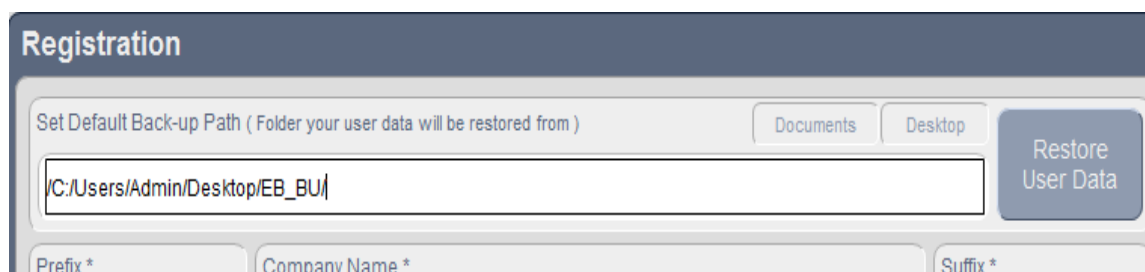 Registration
Set Default Back-up Path ( Folder your user data will be restored from )
Documents
Desktop
Restore
User Data
/C:/Users/Admin/Desktop/EB_BU/
Prefix *
Company Name *
Suffix *